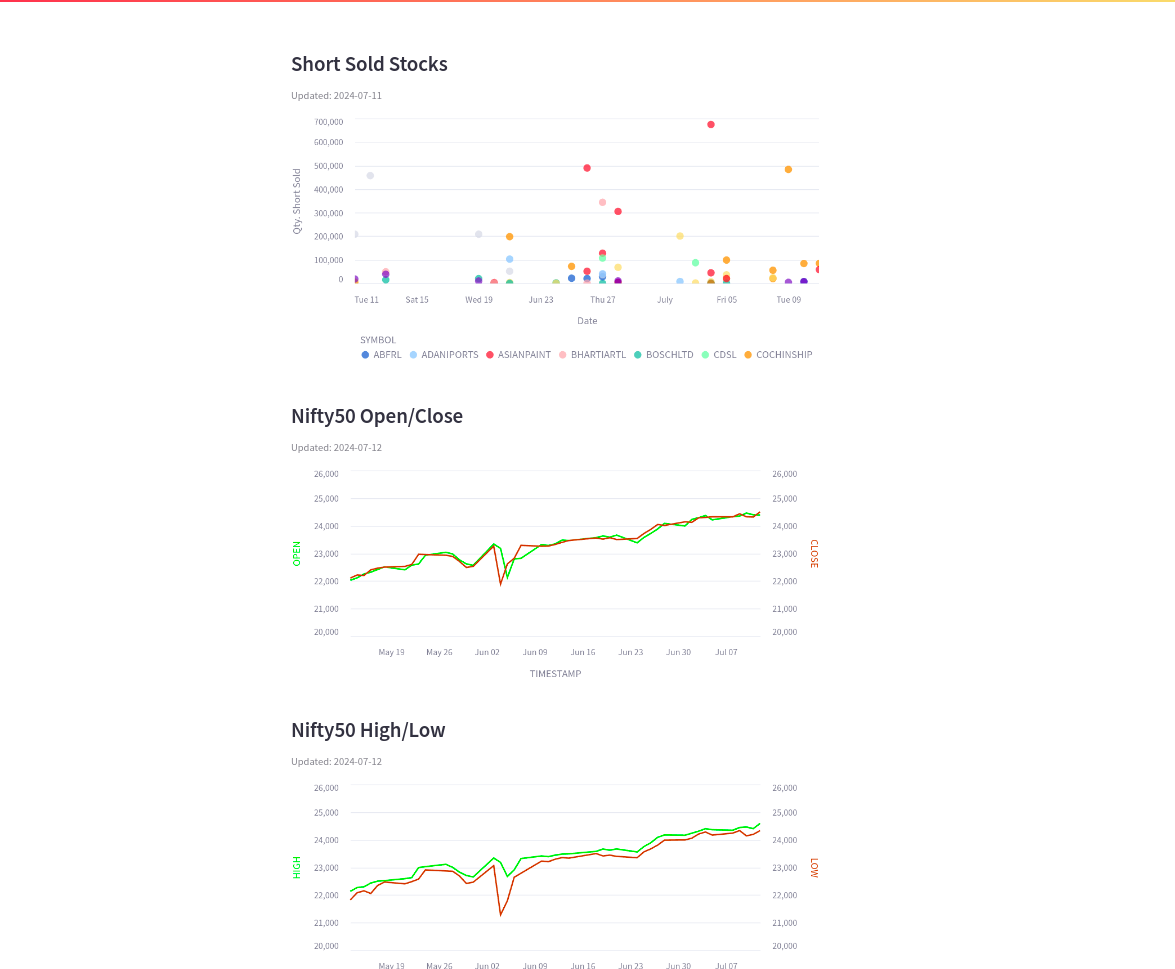 Short Sold Stocks
Updated: 2024-07-11
700,000
600,000
500,000
400,000
300,000
200,000
100,000
0
Qty. Short Sold
Tue 11 Sat 15 Wed 19 Jun 23 Thu 27 July Fri 05 Tue 09
Date
SYMBOL
ABFRL ADANIPORTS ASIANPAINT BHARTIARTL BOSCHLTD CDSL COCHINSHIP
Nifty50 Open/Close
Updated: 2024-07-12
26,000 26,000
25,000 25,000
24,000 24,000
23,000 23,000
22,000 22,000
21,000 21,000
20,000 20,000
OPEN
CLOSE
May 19 May 26 Jun 02 Jun 09 Jun 16 Jun 23 Jun 30 Jul 07
TIMESTAMP
Nifty50 High/Low
Updated: 2024-07-12
26,000 26,000
25,000 25,000
24,000 24,000
23,000 23,000
22,000 22,000
21,000 21,000
20,000 20,000
HIGH
LOW
May 19 May 26 Jun 02 Jun 09 Jun 16 Jun 23 Jun 30 Jul 07